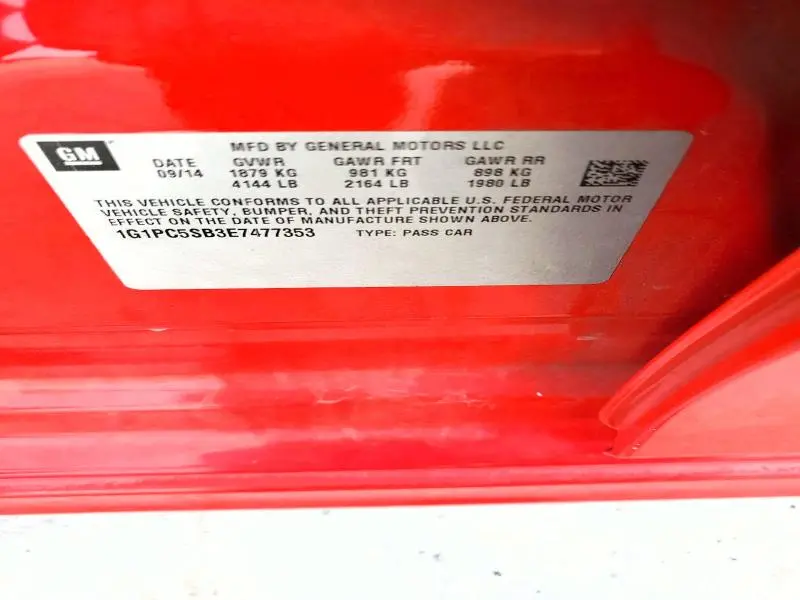 GM
MFD BY GENERAL MOTORS LLC
DATE GVWR GAWR FRT GAWR RR
09/14 1879 KG 981 KG 898 KG
4144 LB 2164 LB 1980 LB
THIS VEHICLE CONFORMS TO ALL APPLICABLE U.S. FEDERAL MOTOR
VEHICLE SAFETY, BUMPER, AND THEFT PREVENTION STANDARDS IN
EFFECT ON THE DATE OF MANUFACTURE SHOWN ABOVE.
1G1PC5SB3E7477353 TYPE: PASS CAR